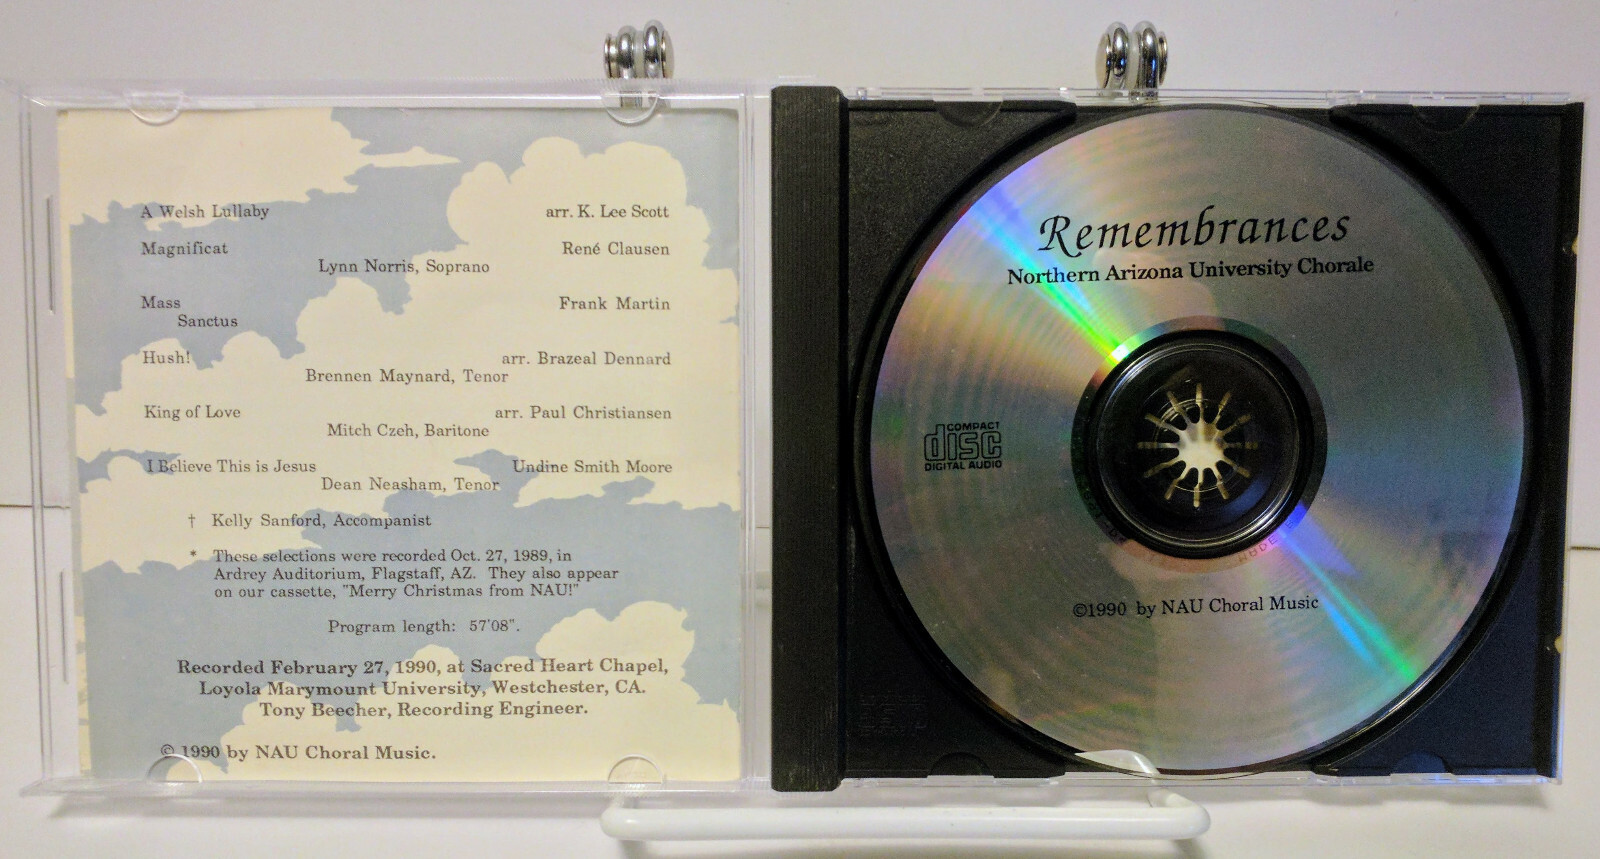 A Welsh Lullaby arr. K. Lee Scott
Magnificat René Clausen
Lynn Norris, Soprano
Mass Frank Martin
Sanctus
Hush! arr. Brazeal Dennard
Brennen Maynard, Tenor
King of Love arr. Paul Christiansen
Mitch Czeh, Baritone
I Believe This is Jesus Undine Smith Moore
Dean Neasham, Tenor
† Kelly Sanford, Accompanist
* These selections were recorded Oct. 27, 1989, in
Ardrey Auditorium, Flagstaff, AZ. They also appear
on our cassette, "Merry Christmas from NAU!"
Program length: 57'08".
Recorded February 27, 1990, at Sacred Heart Chapel,
Loyola Marymount University, Westchester, CA.
Tony Beecher, Recording Engineer.
© 1990 by NAU Choral Music.
Remembrances
Northern Arizona University Chorale
COMPACT
disc
DIGITAL AUDIO
MADE
©1990 by NAU Choral Music